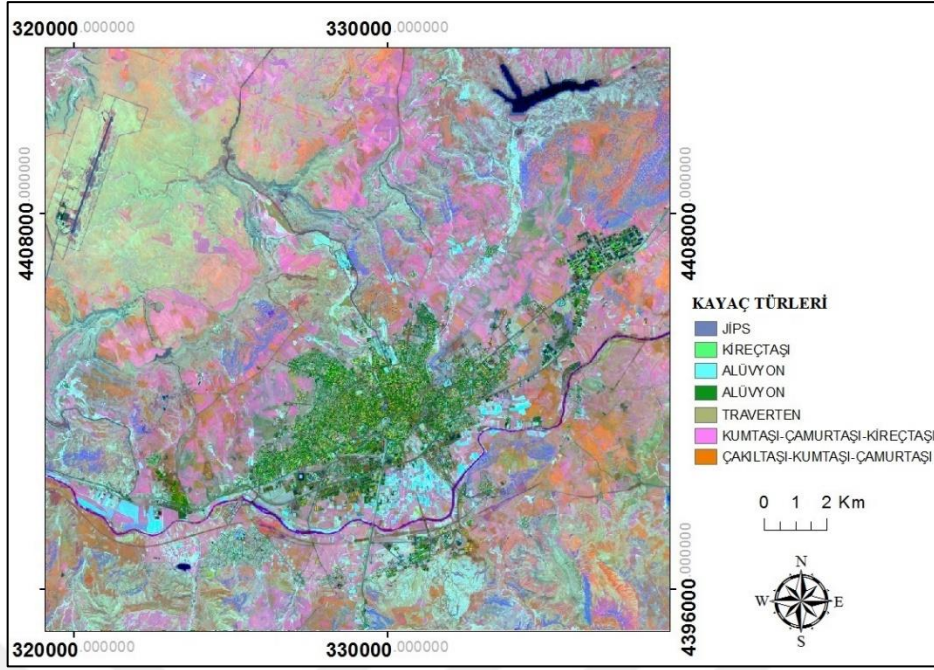 320000.000000 330000.000000
4408000.000000 4408000.000000
KAYAÇ TÜRLERİ
JİPS
KİREÇTAŞI
ALÜVYON
ALÜVYON
TRAVERTEN
KUMTAŞI-ÇAMURTAŞI-KİREÇTAŞI
ÇAKILTAŞI-KUMTAŞI-ÇAMURTAŞI
0 1 2 Km
N
W E
S
4396000.000000
320000.000000 330000.000000